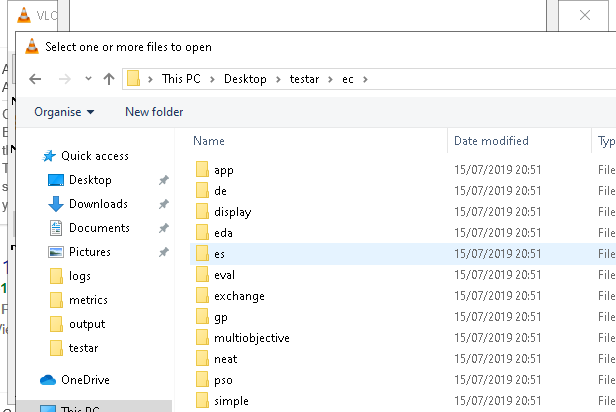 VLC
Select one or more files to open
This PC > Desktop > testar > ec >
Organise New folder
Name Date modified Typ
Quick access
Desktop
Downloads
Documents
Pictures
logs
metrics
output
testar
OneDrive
This PC
app 15/07/2019 20:51 File
de 15/07/2019 20:51 File
display 15/07/2019 20:51 File
eda 15/07/2019 20:51 File
es 15/07/2019 20:51 File
eval 15/07/2019 20:51 File
exchange 15/07/2019 20:51 File
gp 15/07/2019 20:51 File
multiobjective 15/07/2019 20:51 File
neat 15/07/2019 20:51 File
pso 15/07/2019 20:51 File
simple 15/07/2019 20:51 File